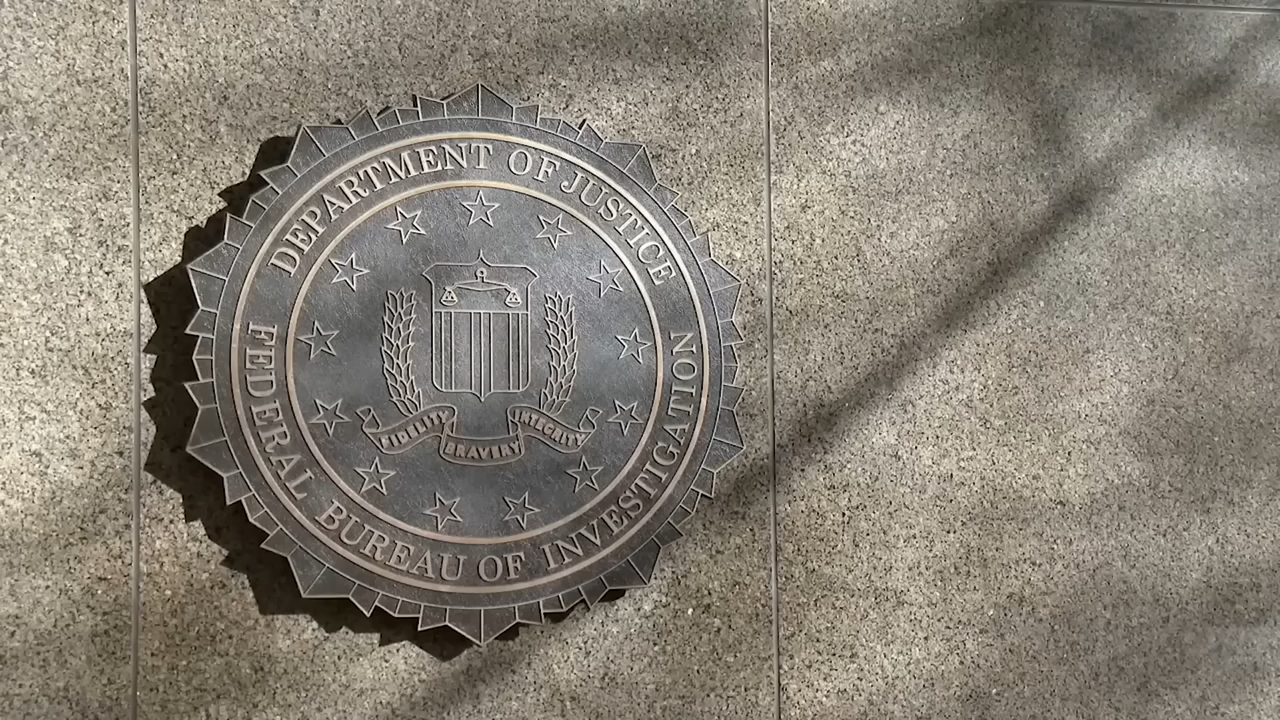 DEPARTMENT OF JUSTICE
FEDERAL BUREAU OF INVESTIGATION
FIDELITY
BRAVERY
INTEGRITY